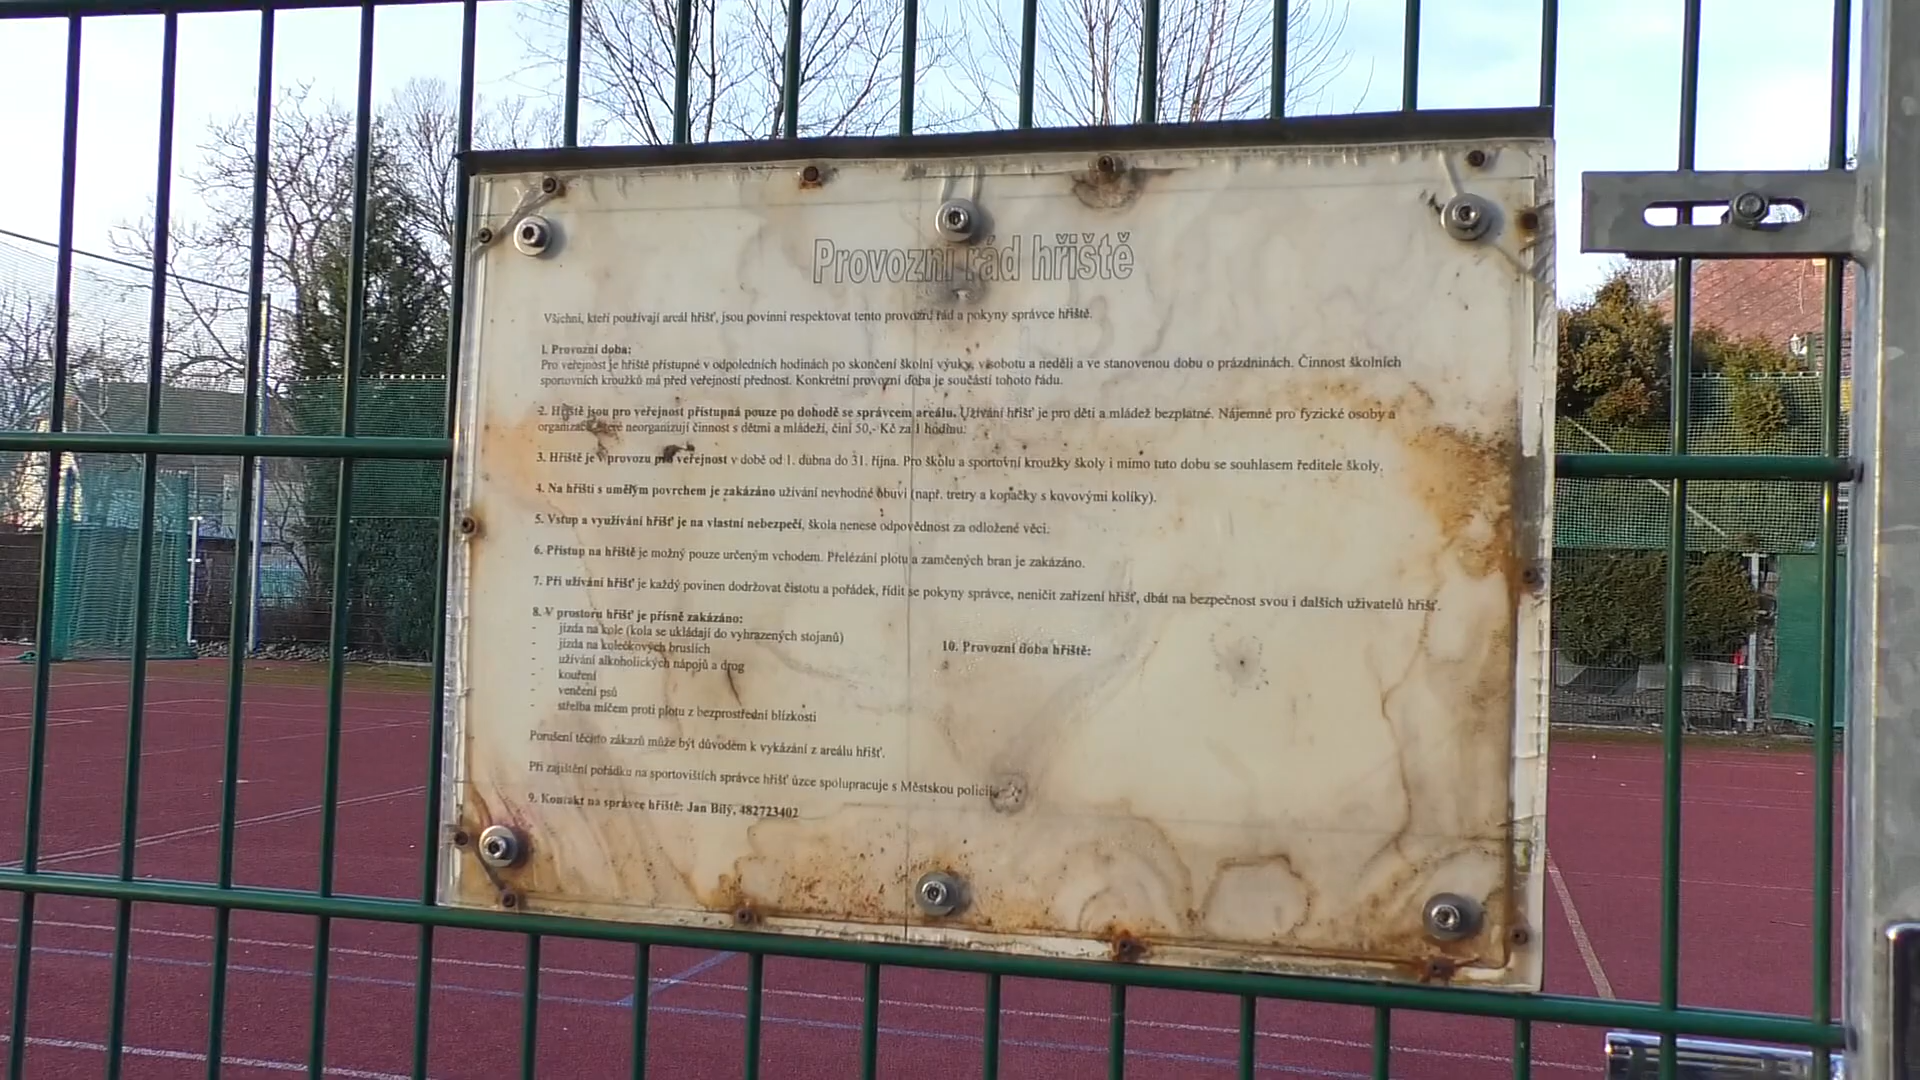 Provozní řád hřiště
Všichni, kteří používají areál hřišť, jsou povinni respektovat tento provozní řád a pokyny správce hřiště.
1. Provozní doba:
Pro veřejnost je hřiště přístupné v odpoledních hodinách po skončení školní výuky, v sobotu a neděli a ve stanovenou dobu o prázdninách. Činnost školních
sportovních kroužků má před veřejností přednost. Konkrétní provozní doba je součástí tohoto řádu.
2. Hřiště jsou pro veřejnost přístupná pouze po dohodě se správcem areálu. Užívání hřišť je pro děti a mládež bezplatné. Nájemné pro fyzické osoby a
organizace, které neorganizují činnost s dětmi a mládeží, činí 50,- Kč za 1 hodinu.
3. Hřiště je v provozu pro veřejnost v době od 1. dubna do 31. října. Pro školu a sportovní kroužky školy i mimo tuto dobu se souhlasem ředitele školy.
4. Na hřišti s umělým povrchem je zakázáno užívání nevhodné obuvi (např. tretry a kopačky s kovovými kolíky).
5. Vstup a využívání hřišť je na vlastní nebezpečí, škola nenese odpovědnost za odložené věci.
6. Přístup na hřiště je možný pouze určeným vchodem. Přelézání plotu a zamčených bran je zakázáno.
7. Při užívání hřišť je každý povinen dodržovat čistotu a pořádek, řídit se pokyny správce, neničit zařízení hřišť, dbát na bezpečnost svou i dalších uživatelů hřišť.
8. V prostoru hřišť je přísně zakázáno:
- jízda na kole (kola se ukládají do vyhrazených stojanů)
- jízda na kolečkových bruslích
- užívání alkoholických nápojů a drog
- kouření
- venčení psů
- střelba míčem proti plotu z bezprostřední blízkosti
Porušení těchto zákazů může být důvodem k vykázání z areálu hřišť.
Při zajištění pořádku na sportovištích správce hřišť úzce spolupracuje s Městskou policií.
9. Kontakt na správce hřiště: Jan Bílý, 482723402
10. Provozní doba hřiště: